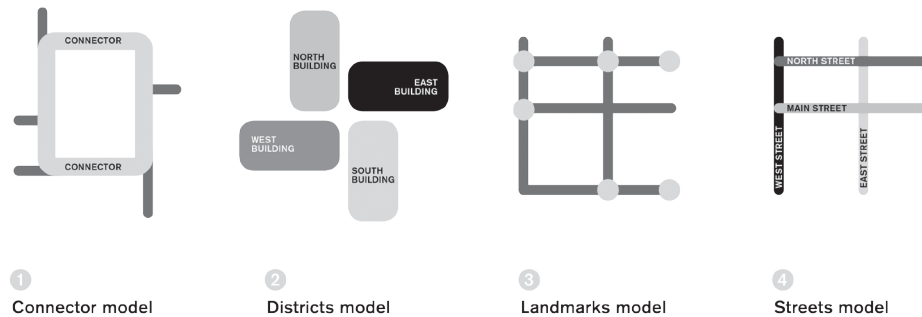 CONNECTOR
CONNECTOR
NORTH
BUILDING
EAST
BUILDING
WEST
BUILDING
SOUTH
BUILDING
NORTH STREET
MAIN STREET
WEST STREET
EAST STREET
1
Connector model
2
Districts model
3
Landmarks model
4
Streets model